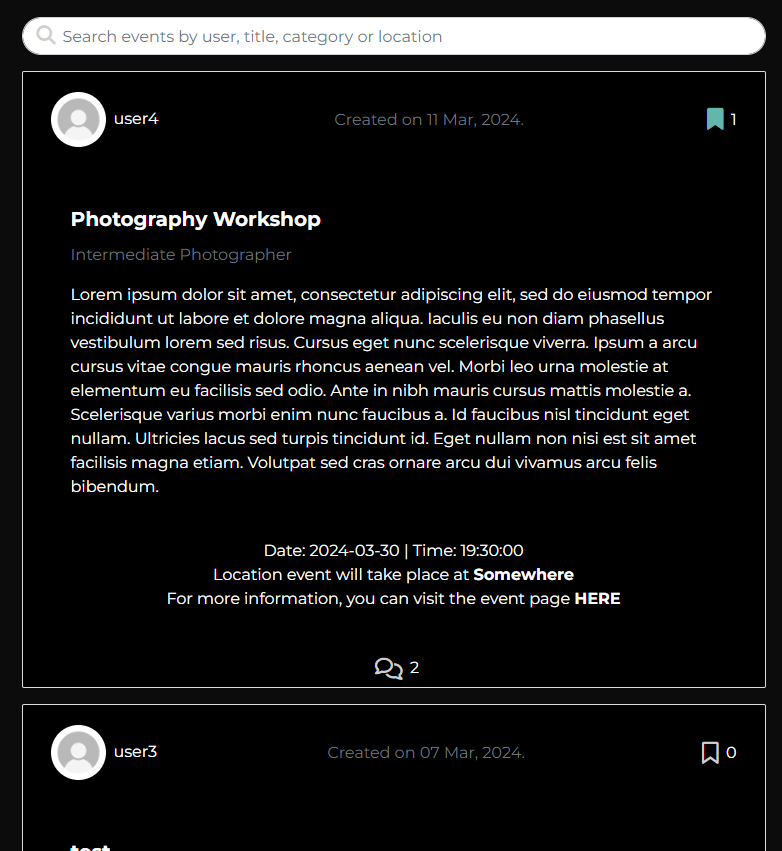 Search events by user, title, category or location
user4
Created on 11 Mar, 2024.
1
Photography Workshop
Intermediate Photographer
Lorem ipsum dolor sit amet, consectetur adipiscing elit, sed do eiusmod tempor
incididunt ut labore et dolore magna aliqua. Iaculis eu non diam phasellus
vestibulum lorem sed risus. Cursus eget nunc scelerisque viverra. Ipsum a arcu
cursus vitae congue mauris rhoncus aenean vel. Morbi leo urna molestie at
elementum eu facilisis sed odio. Ante in nibh mauris cursus mattis molestie a.
Scelerisque varius morbi enim nunc faucibus a. Id faucibus nisl tincidunt eget
nullam. Ultricies lacus sed turpis tincidunt id. Eget nullam non nisi est sit amet
facilisis magna etiam. Volutpat sed cras ornare arcu dui vivamus arcu felis
bibendum.
Date: 2024-03-30 | Time: 19:30:00
Location event will take place at Somewhere
For more information, you can visit the event page HERE
2
user3
Created on 07 Mar, 2024.
0
test